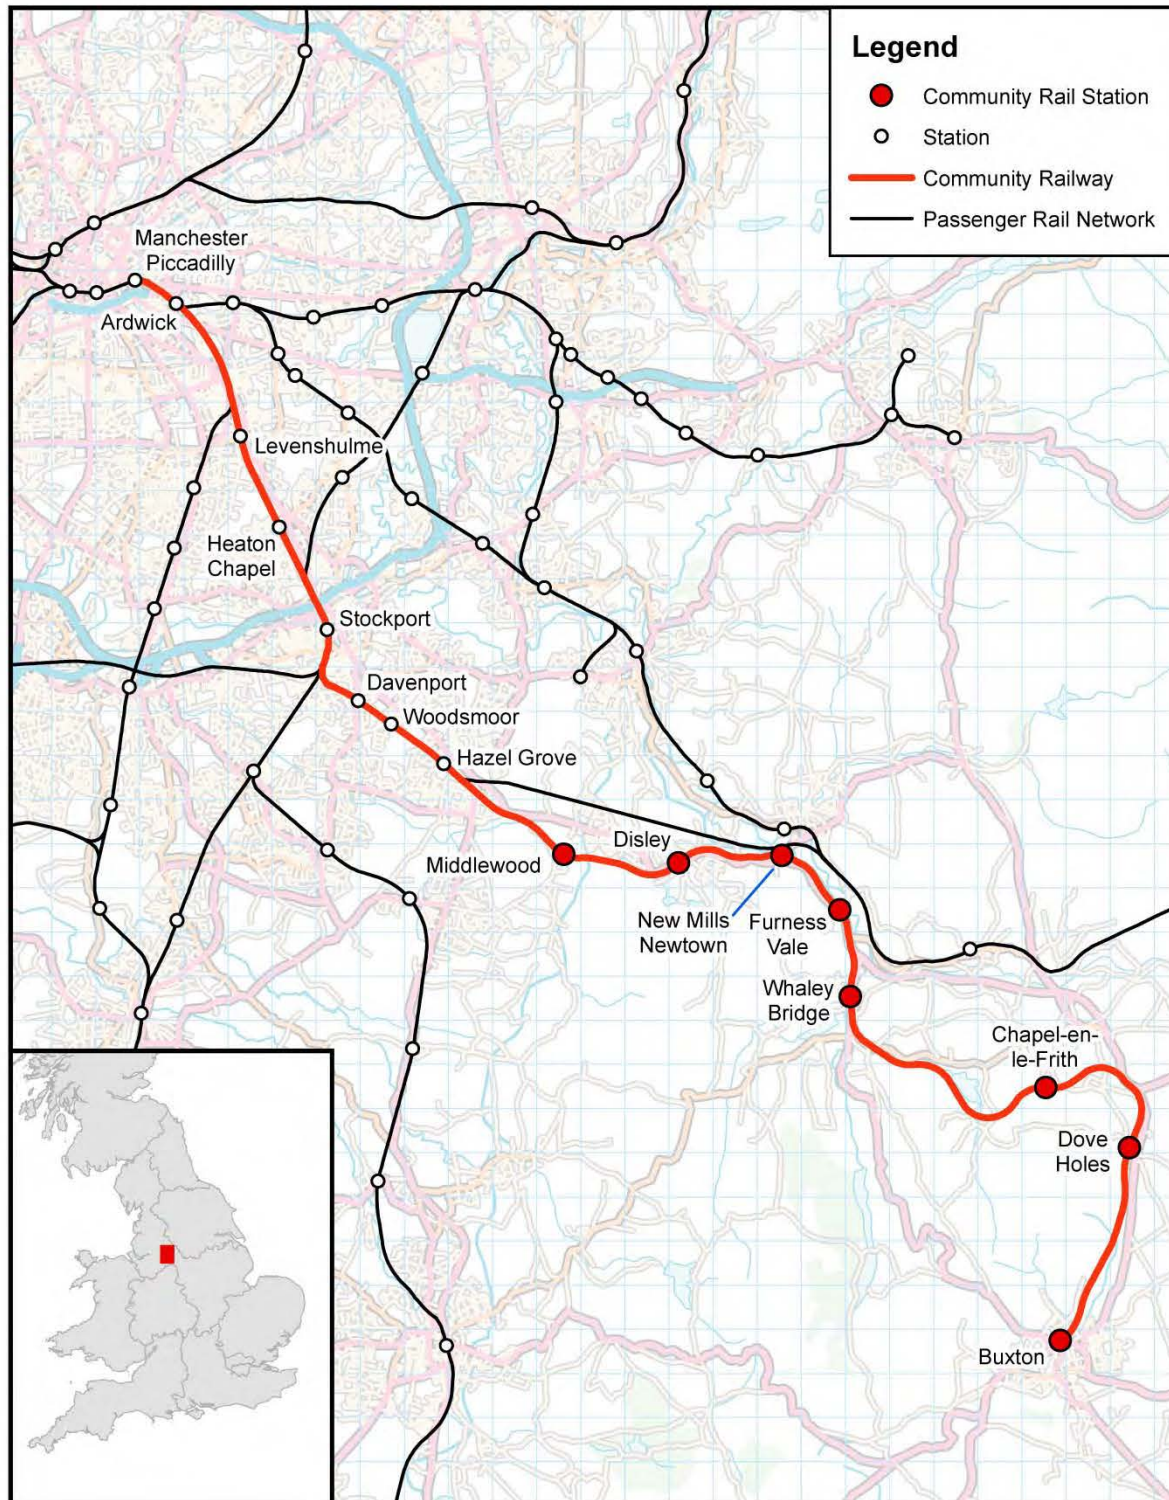 Legend
Community Rail Station
Station
Community Railway
Passenger Rail Network
Manchester
Piccadilly
Ardwick
Levenshulme
Heaton
Chapel
Stockport
Davenport
Woodsmoor
Hazel Grove
Middlewood
Disley
New Mills
Newtown
Furness
Vale
Whaley
Bridge
Chapel-en-
le-Frith
Dove
Holes
Buxton